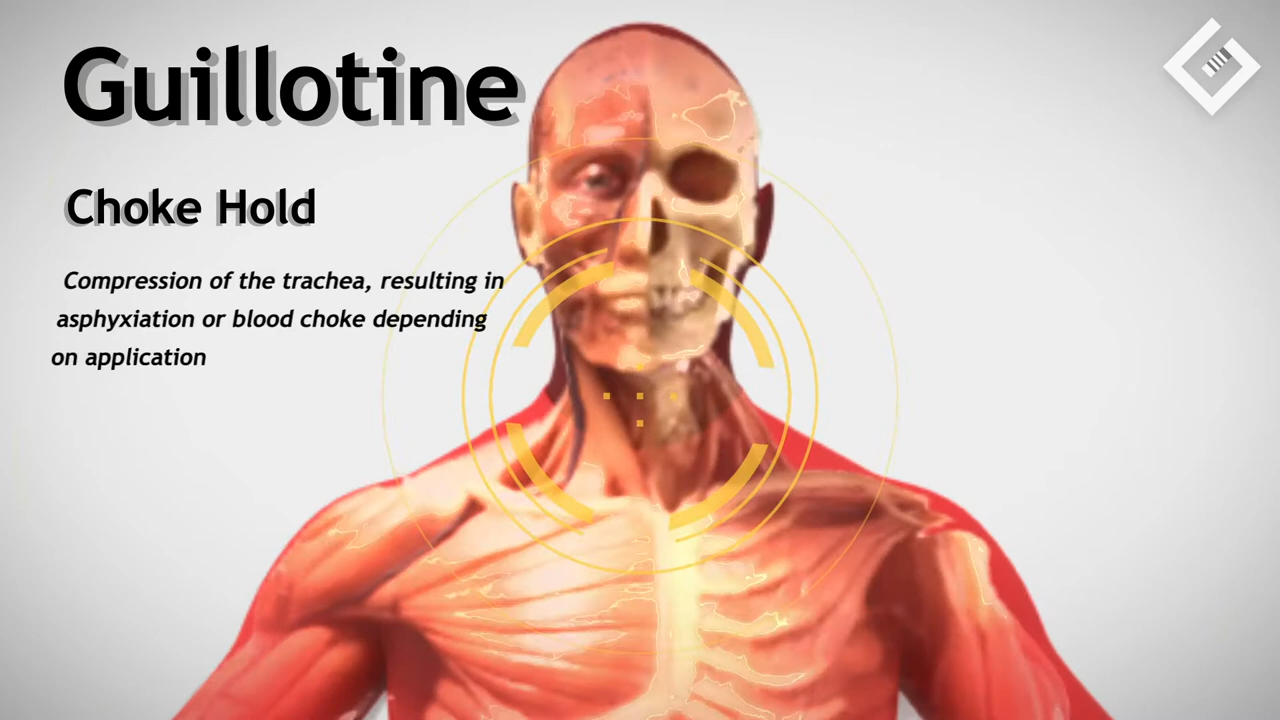 Guillotine
Choke Hold
Compression of the trachea, resulting in
asphyxiation or blood choke depending
on application